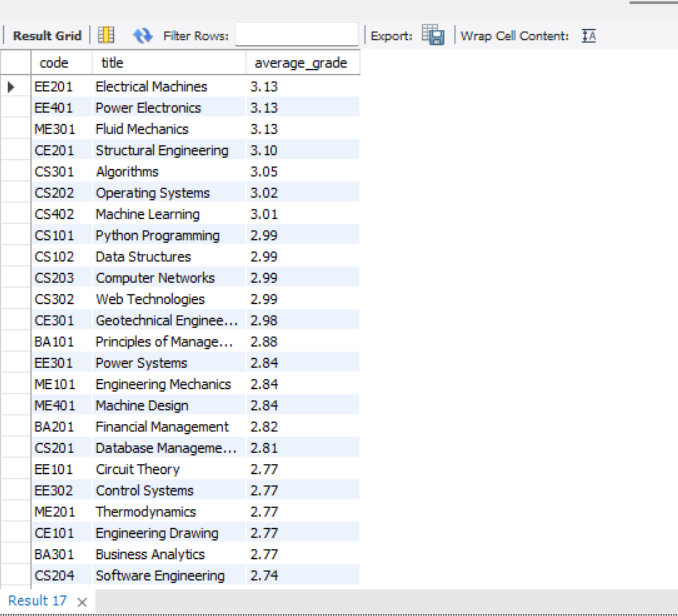 Result Grid Filter Rows: Export: Wrap Cell Content: IA
code title average_grade
EE201 Electrical Machines 3.13
EE401 Power Electronics 3.13
ME301 Fluid Mechanics 3.13
CE201 Structural Engineering 3.10
CS301 Algorithms 3.05
CS202 Operating Systems 3.02
CS402 Machine Learning 3.01
CS101 Python Programming 2.99
CS102 Data Structures 2.99
CS203 Computer Networks 2.99
CS302 Web Technologies 2.99
CE301 Geotechnical Enginee... 2.98
BA101 Principles of Manage... 2.88
EE301 Power Systems 2.84
ME101 Engineering Mechanics 2.84
ME401 Machine Design 2.84
BA201 Financial Management 2.82
CS201 Database Manageme... 2.81
EE101 Circuit Theory 2.77
EE302 Control Systems 2.77
ME201 Thermodynamics 2.77
CE101 Engineering Drawing 2.77
BA301 Business Analytics 2.77
CS204 Software Engineering 2.74
Result 17